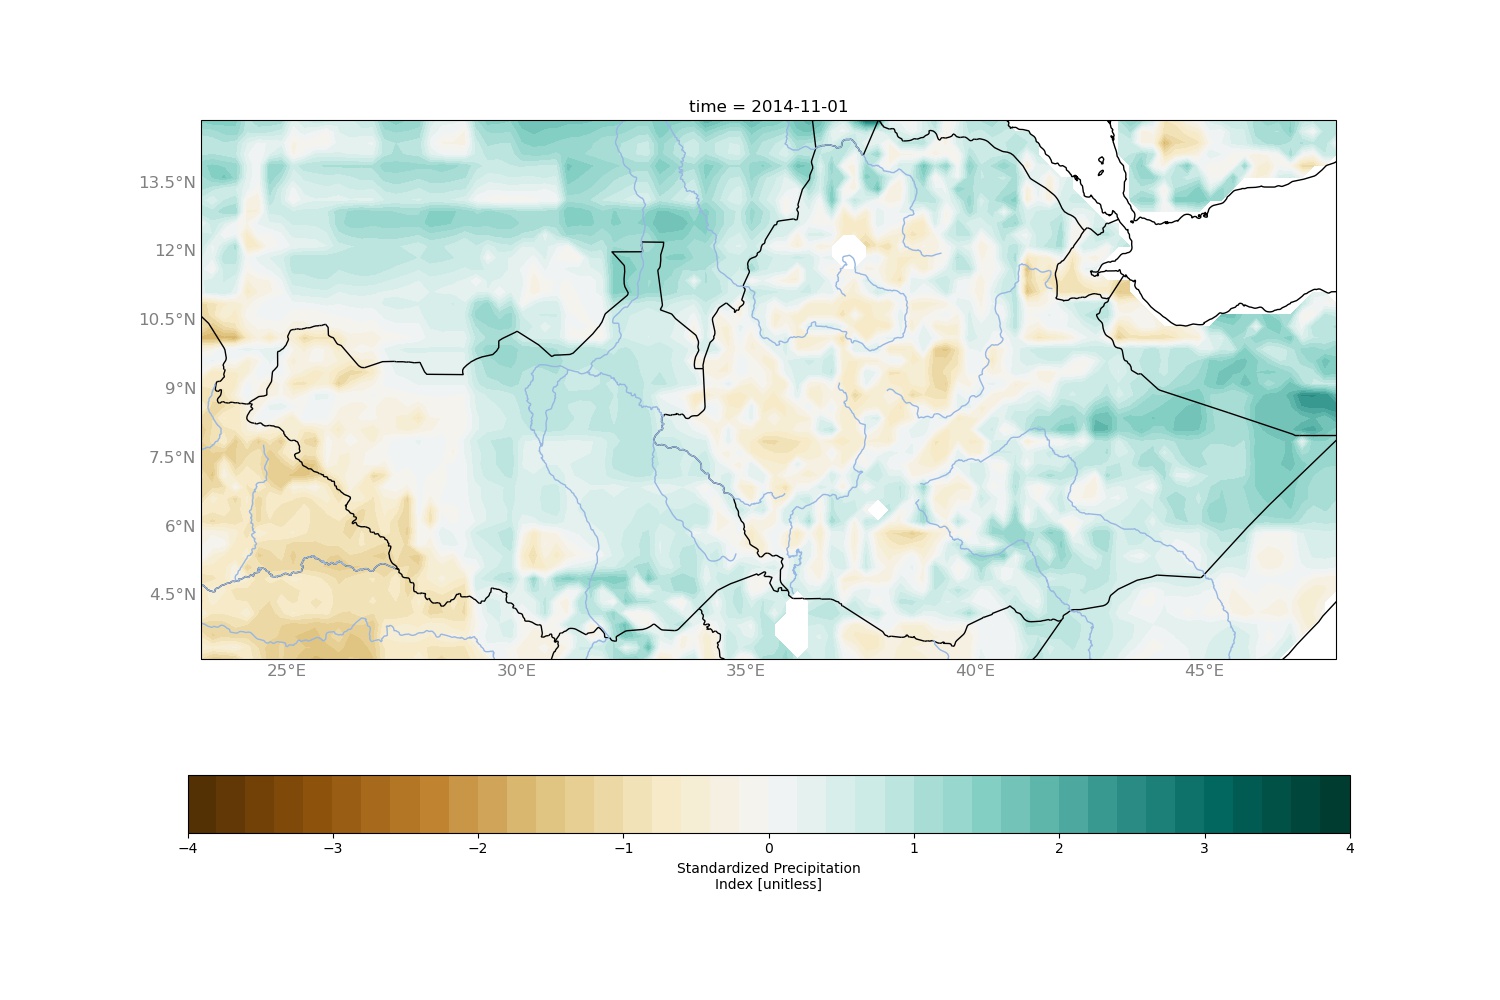 time = 2014-11-01
13.5°N
12°N
10.5°N
9°N
7.5°N
6°N
4.5°N
25°E 30°E 35°E 40°E 45°E
−4 −3 −2 −1 0 1 2 3 4
Standardized Precipitation
Index [unitless]